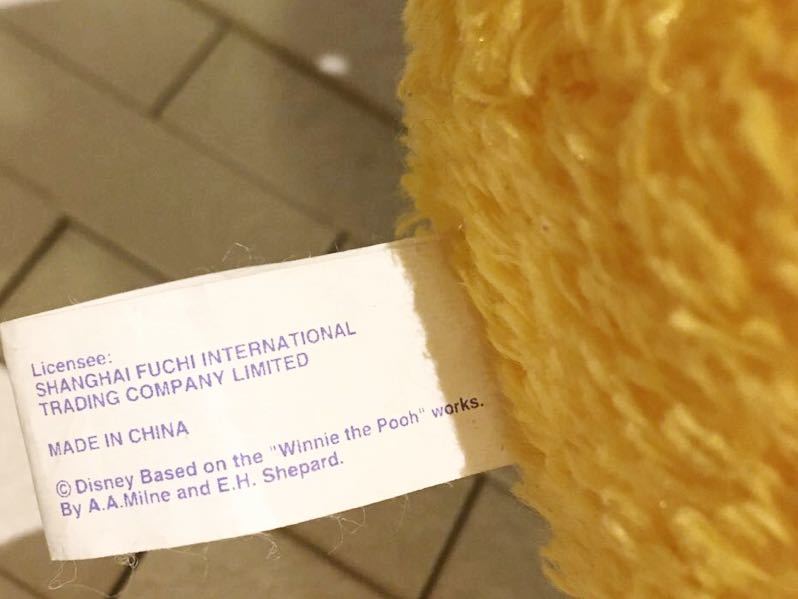 Licensee:
SHANGHAI FUCHI INTERNATIONAL
TRADING COMPANY LIMITED
MADE IN CHINA
© Disney Based on the "Winnie the Pooh" works.
By A.A.Milne and E.H. Shepard.